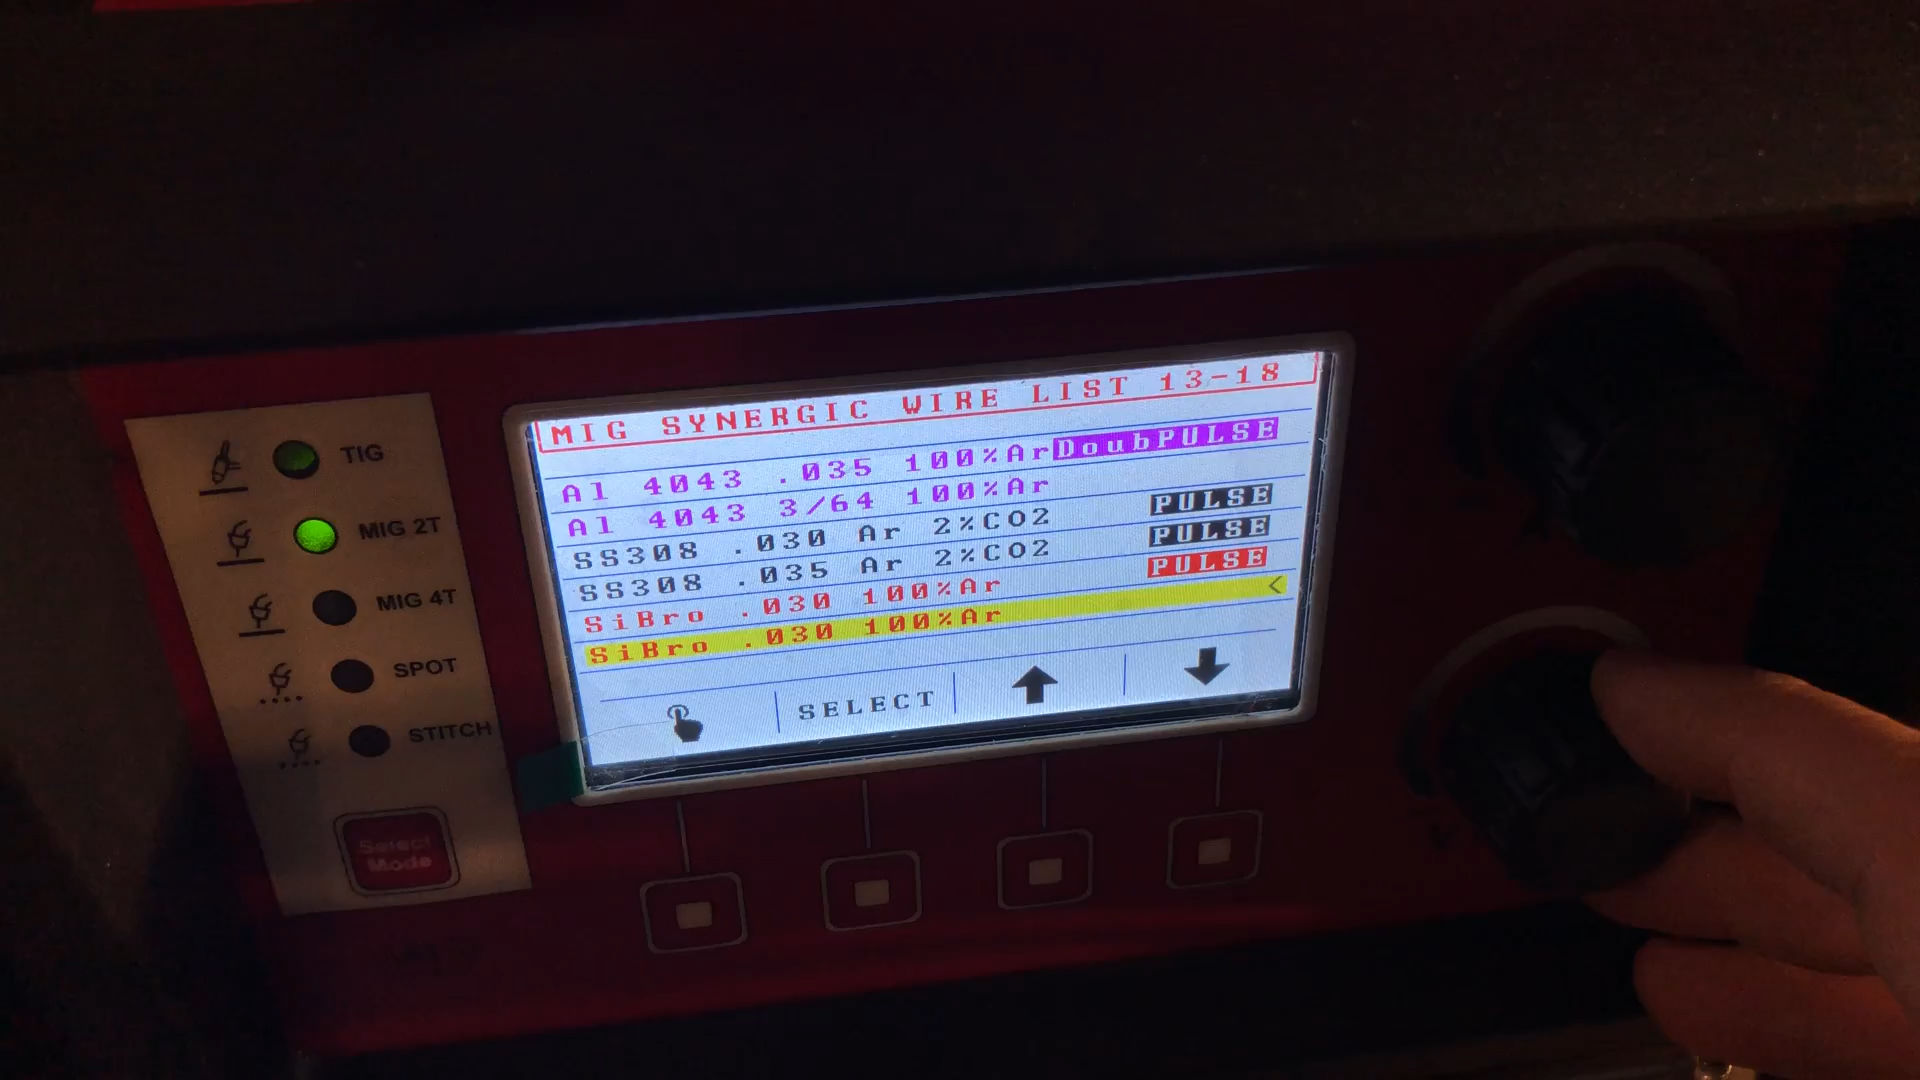 MIG SYNERGIC WIRE LIST 13-18
Al 4043 .035 100%Ar DoubPULSE
Al 4043 3/64 100%Ar
SS308 .030 Ar 2%CO2 PULSE
SS308 .035 Ar 2%CO2 PULSE
SiBro .030 100%Ar PULSE
SiBro .030 100%Ar <
SELECT
TIG
MIG 2T
MIG 4T
SPOT
STITCH
Select
Mode